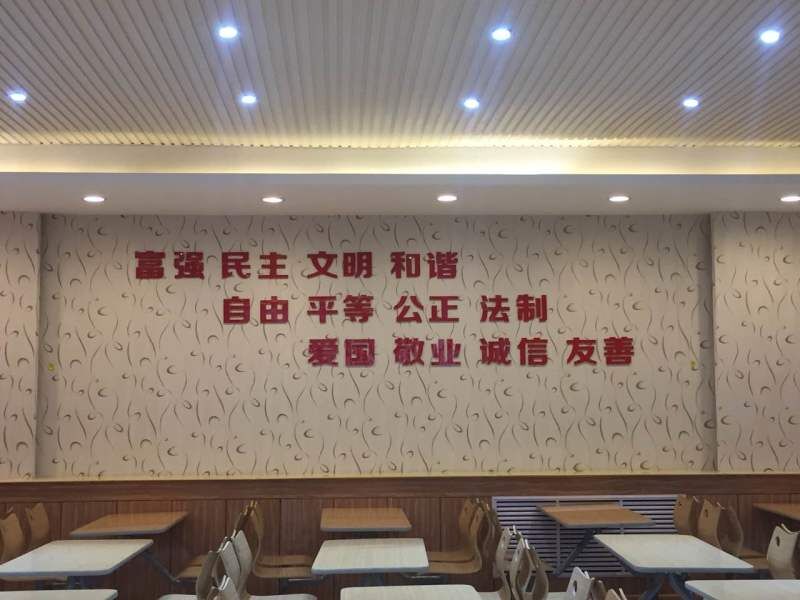 富强 民主 文明 和谐
自由 平等 公正 法制
爱国 敬业 诚信 友善